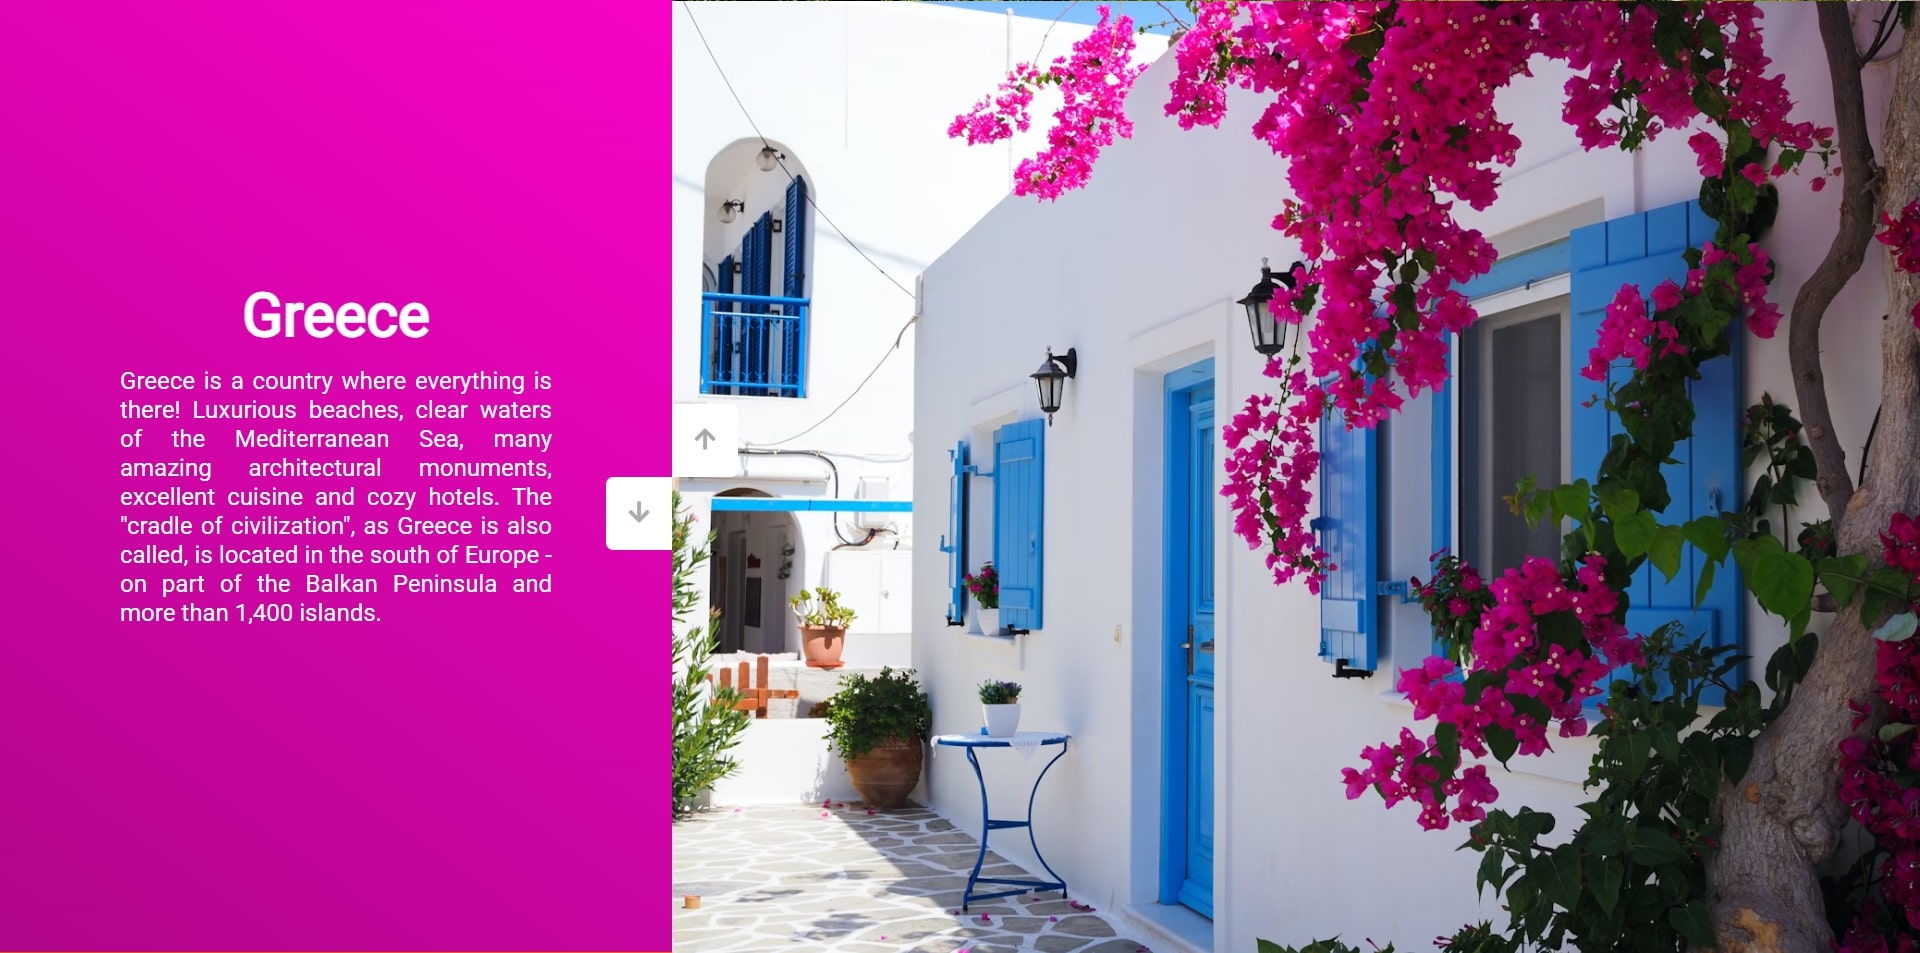 Greece
Greece is a country where everything is
there! Luxurious beaches, clear waters
of the Mediterranean Sea, many
amazing architectural monuments,
excellent cuisine and cozy hotels. The
"cradle of civilization", as Greece is also
called, is located in the south of Europe -
on part of the Balkan Peninsula and
more than 1,400 islands.